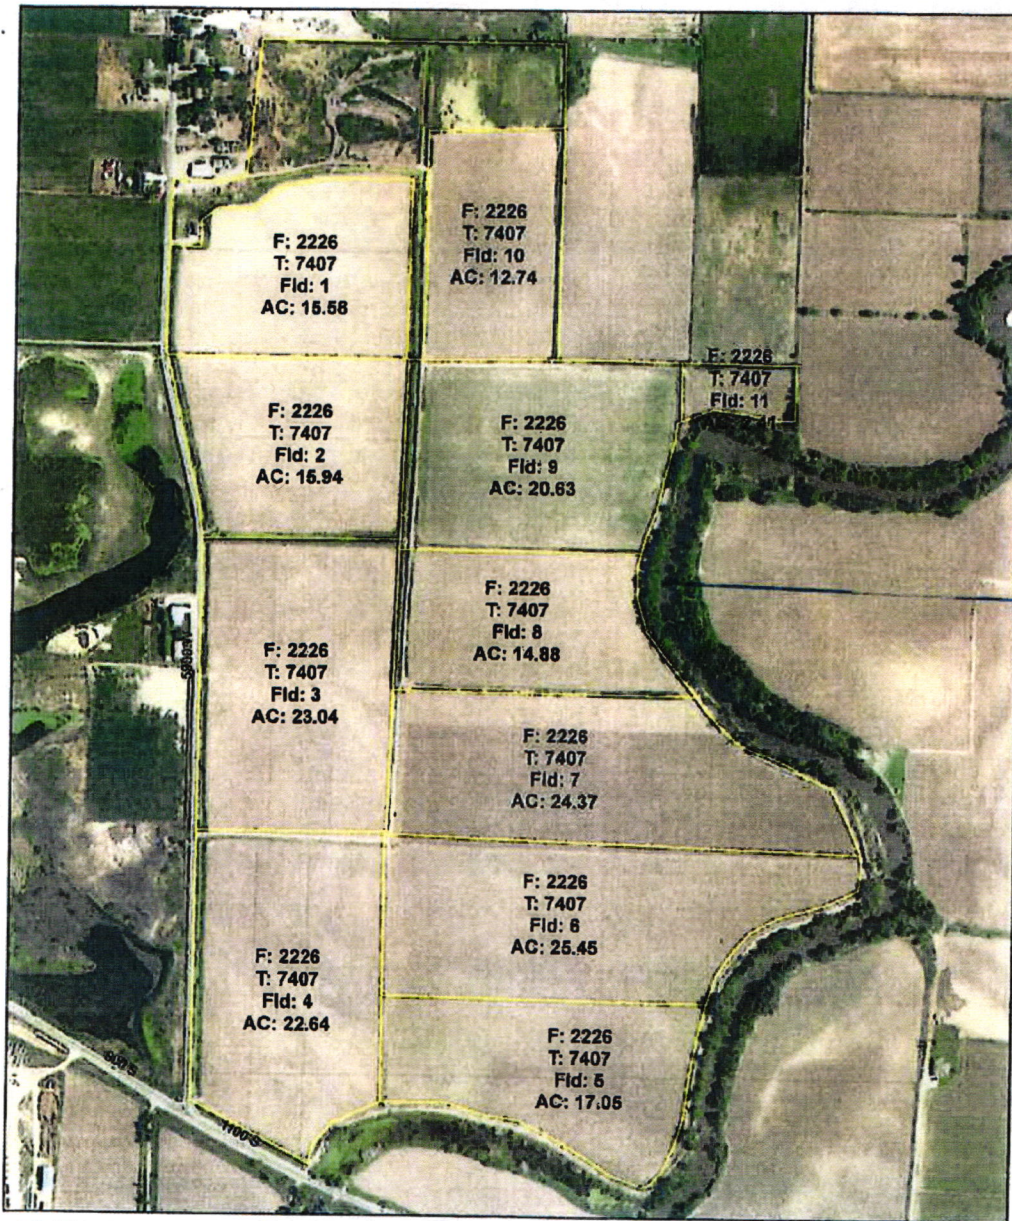 F: 2226
T: 7407
Fld: 1
AC: 15.58
F: 2226
T: 7407
Fld: 10
AC: 12.74
F: 2226
T: 7407
Fld: 2
AC: 15.94
F: 2226
T: 7407
Fld: 9
AC: 20.63
F: 2226
T: 7407
Fld: 11
F: 2226
T: 7407
Fld: 8
AC: 14.88
F: 2226
T: 7407
Fld: 3
AC: 23.04
F: 2226
T: 7407
Fld: 7
AC: 24.37
F: 2226
T: 7407
Fld: 6
AC: 25.45
F: 2226
T: 7407
Fld: 4
AC: 22.64
F: 2226
T: 7407
Fld: 5
AC: 17.05
900 S
1100 S